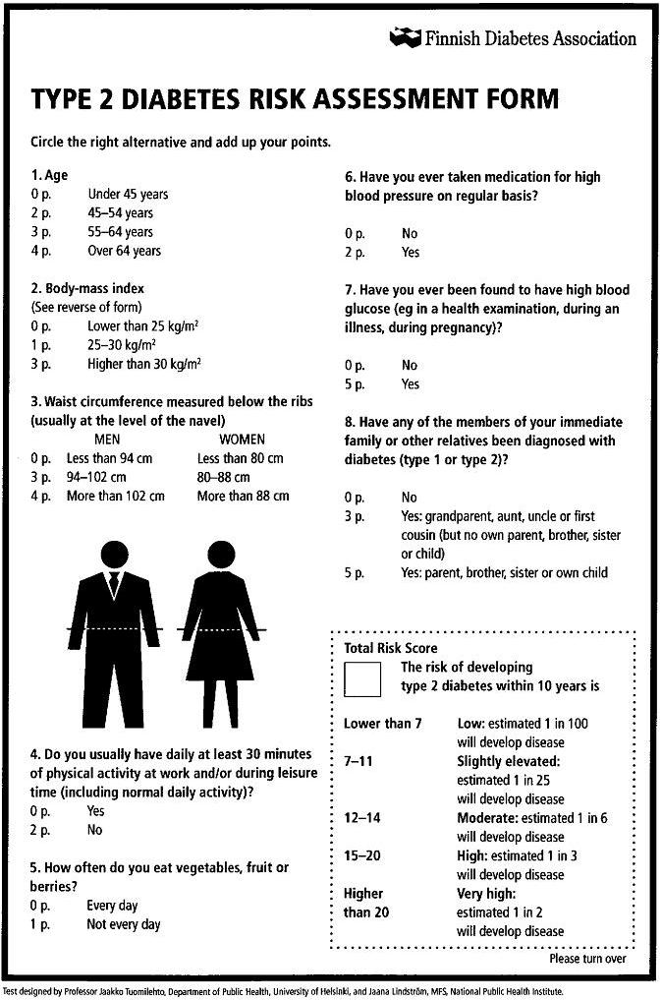 Finnish Diabetes Association
TYPE 2 DIABETES RISK ASSESSMENT FORM
Circle the right alternative and add up your points.
1. Age
0 p. Under 45 years
2 p. 45–54 years
3 p. 55–64 years
4 p. Over 64 years
2. Body-mass index
(See reverse of form)
0 p. Lower than 25 kg/m²
1 p. 25–30 kg/m²
3 p. Higher than 30 kg/m²
3. Waist circumference measured below the ribs
(usually at the level of the navel)
MEN WOMEN
0 p. Less than 94 cm Less than 80 cm
3 p. 94–102 cm 80–88 cm
4 p. More than 102 cm More than 88 cm
4. Do you usually have daily at least 30 minutes
of physical activity at work and/or during leisure
time (including normal daily activity)?
0 p. Yes
2 p. No
5. How often do you eat vegetables, fruit or
berries?
0 p. Every day
1 p. Not every day
6. Have you ever taken medication for high
blood pressure on regular basis?
0 p. No
2 p. Yes
7. Have you ever been found to have high blood
glucose (eg in a health examination, during an
illness, during pregnancy)?
0 p. No
5 p. Yes
8. Have any of the members of your immediate
family or other relatives been diagnosed with
diabetes (type 1 or type 2)?
0 p. No
3 p. Yes: grandparent, aunt, uncle or first
cousin (but no own parent, brother, sister
or child)
5 p. Yes: parent, brother, sister or own child
Total Risk Score
The risk of developing
type 2 diabetes within 10 years is
Lower than 7 Low: estimated 1 in 100
will develop disease
7–11 Slightly elevated:
estimated 1 in 25
will develop disease
12–14 Moderate: estimated 1 in 6
will develop disease
15–20 High: estimated 1 in 3
will develop disease
Higher Very high:
than 20 estimated 1 in 2
will develop disease
Please turn over
Test designed by Professor Jaakko Tuomilehto, Department of Public Health, University of Helsinki, and Jaana Lindström, MFS, National Public Health Institute.